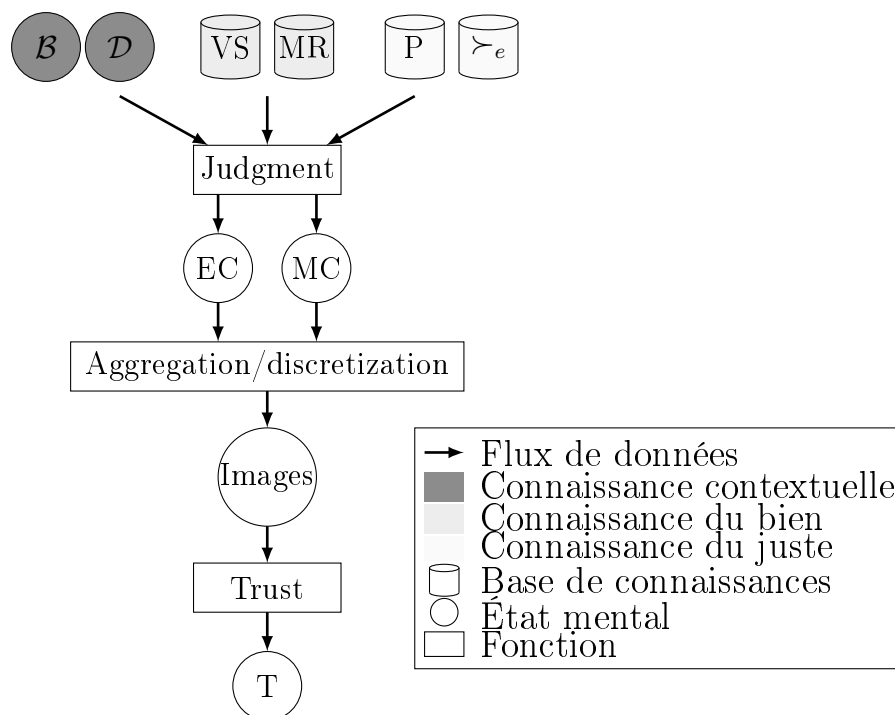 ℬ 𝒟 VS MR P ≻e
Judgment
EC MC
Aggregation/discretization
Images
Trust
T
Flux de données
Connaissance contextuelle
Connaissance du bien
Connaissance du juste
Base de connaissances
État mental
Fonction